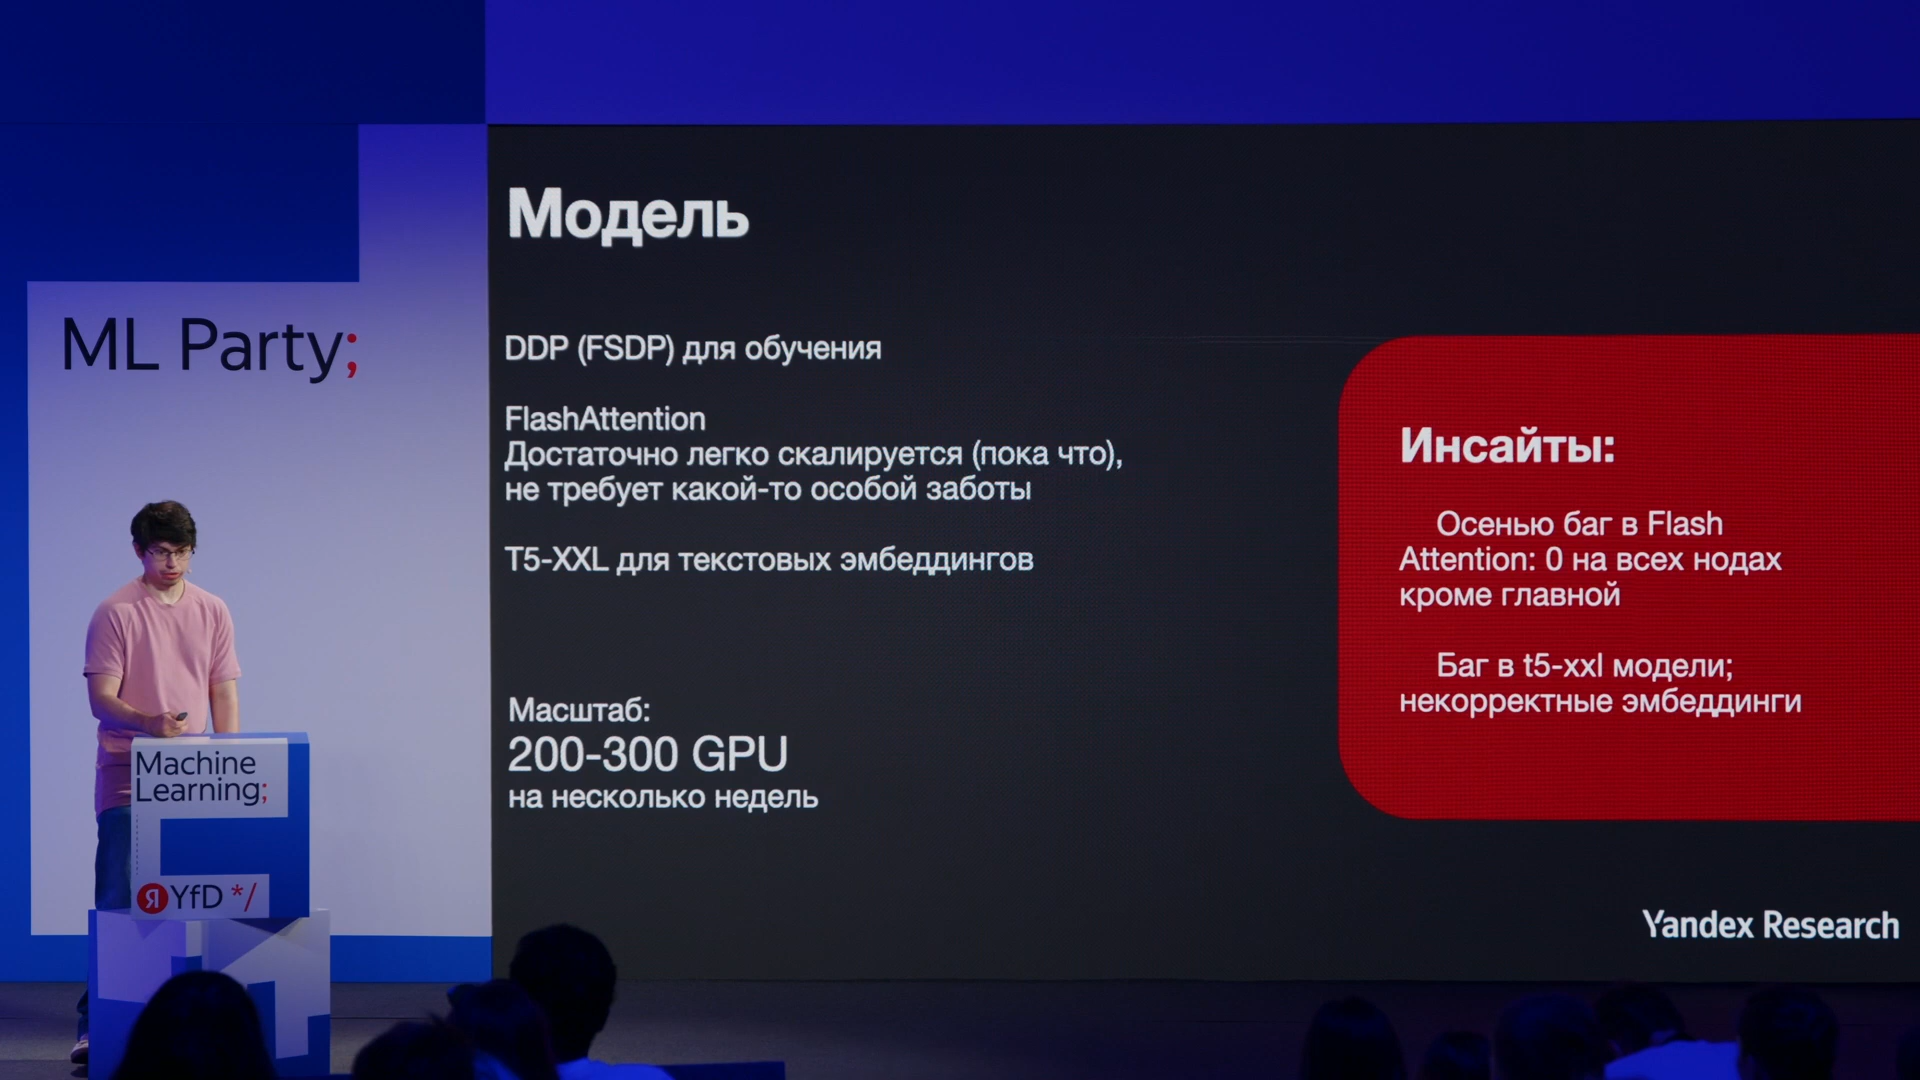 ML Party;
Machine
Learning;
Я YfD */
Модель
DDP (FSDP) для обучения
FlashAttention
Достаточно легко скалируется (пока что),
не требует какой-то особой заботы
T5-XXL для текстовых эмбеддингов
Масштаб:
200-300 GPU
на несколько недель
Инсайты:
Осенью баг в Flash
Attention: 0 на всех нодах
кроме главной
Баг в t5-xxl модели;
некорректные эмбеддинги
Yandex Research